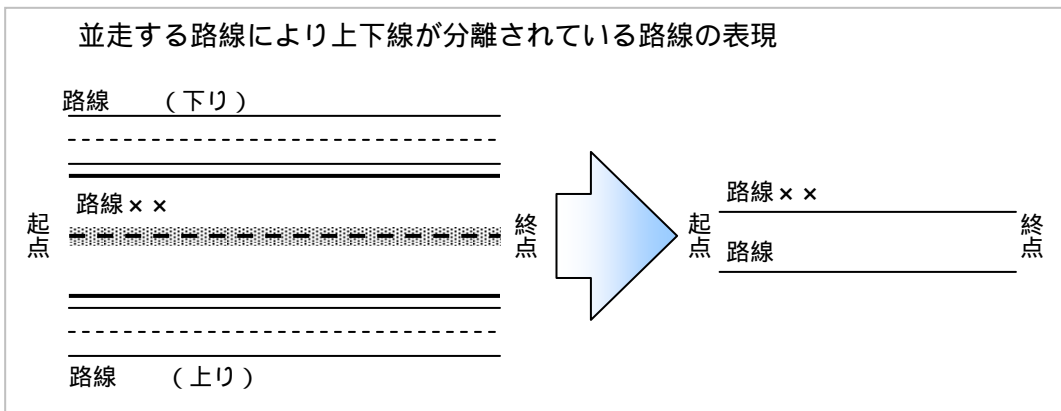 並走する路線により上下線が分離されている路線の表現
路線　　（下り）
路線××
起点
終点
路線　　（上り）
路線××
起点
路線
終点